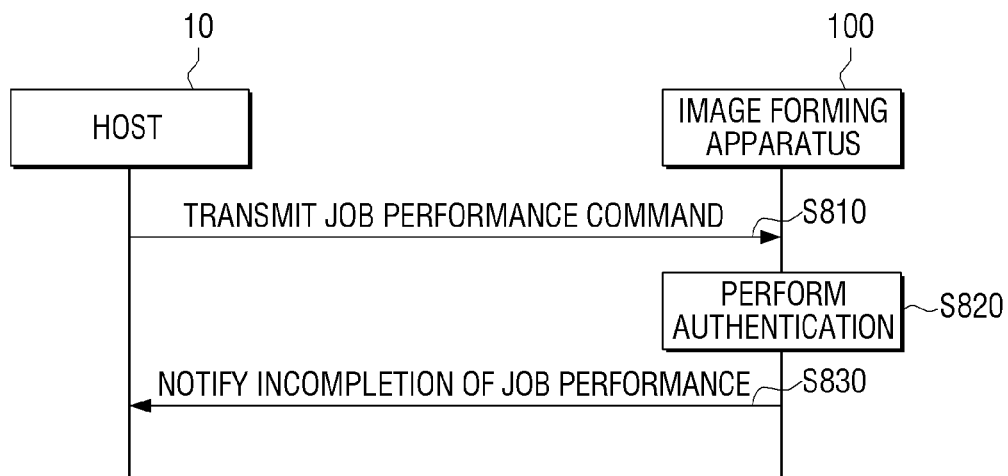 10
100
HOST
IMAGE FORMING
APPARATUS
TRANSMIT JOB PERFORMANCE COMMAND
S810
PERFORM
AUTHENTICATION
S820
NOTIFY INCOMPLETION OF JOB PERFORMANCE
S830